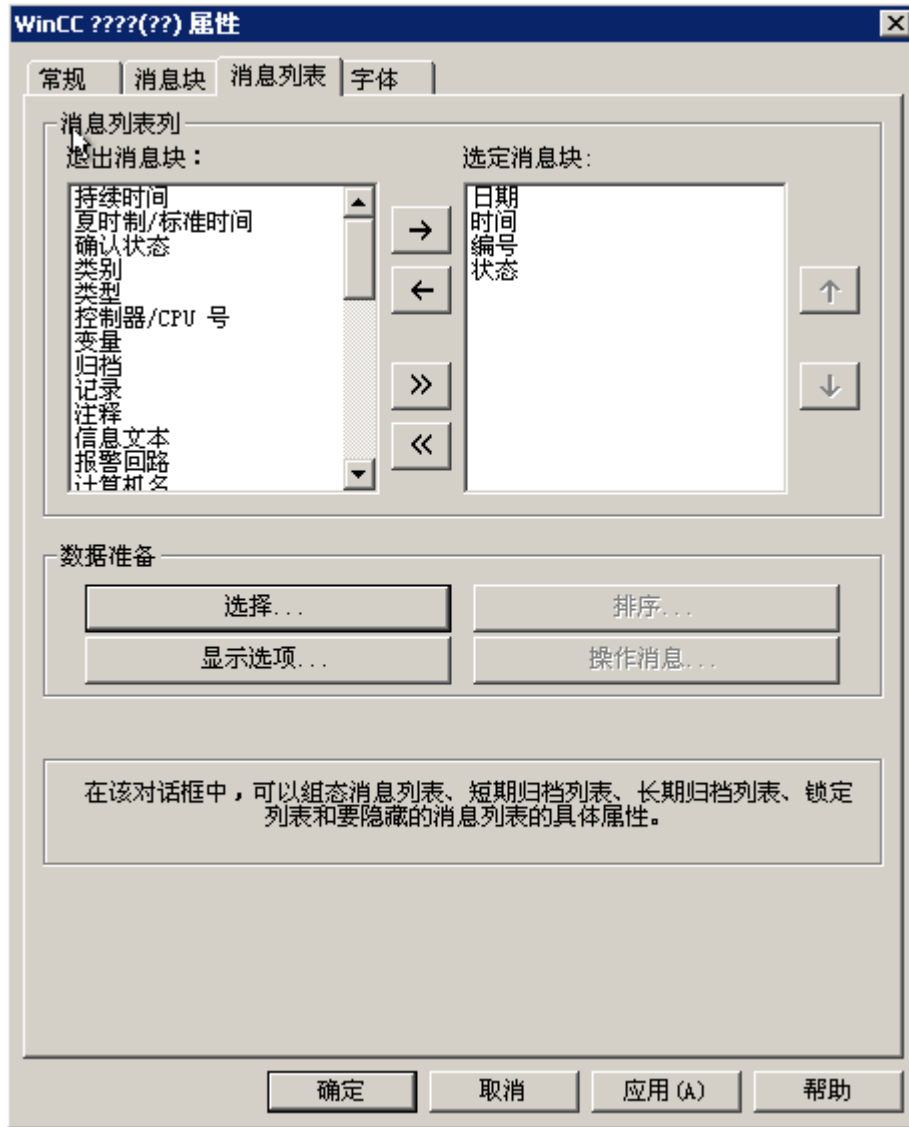 WinCC ????(??) 属性
常规 消息块 消息列表 字体
消息列表列
退出消息块：
选定消息块:
持续时间
夏时制/标准时间
确认状态
类别
类型
控制器/CPU 号
变量
归档
记录
注释
信息文本
报警回路
计算机名
日期
时间
编号
状态
数据准备
选择...
排序...
显示选项...
操作消息...
在该对话框中，可以组态消息列表、短期归档列表、长期归档列表、锁定
列表和要隐藏的消息列表的具体属性。
确定 取消 应用(A) 帮助